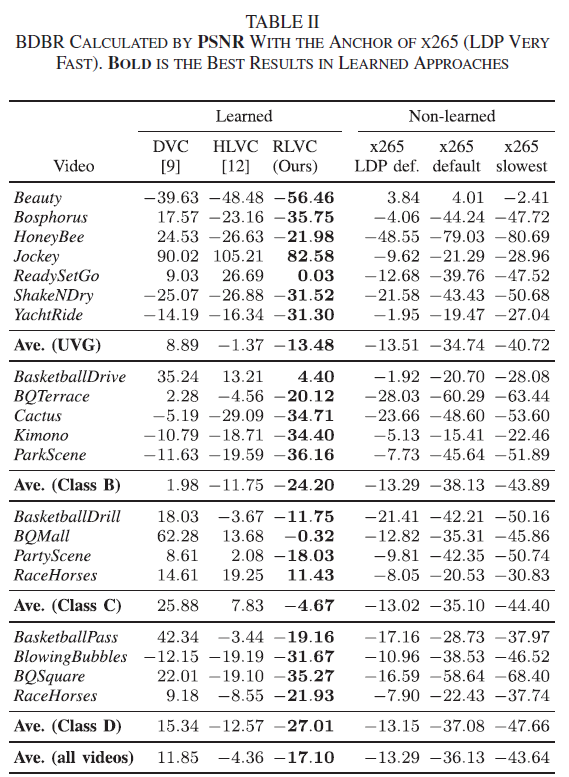 TABLE II
BDBR CALCULATED BY PSNR WITH THE ANCHOR OF X265 (LDP VERY
FAST). BOLD IS THE BEST RESULTS IN LEARNED APPROACHES
Learned Non-learned
DVC HLVC RLVC x265 x265 x265
Video [9] [12] (Ours) LDP def. default slowest
Beauty −39.63 −48.48 −56.46 3.84 4.01 −2.41
Bosphorus 17.57 −23.16 −35.75 −4.06 −44.24 −47.72
HoneyBee 24.53 −26.63 −21.98 −48.55 −79.03 −80.69
Jockey 90.02 105.21 82.58 −9.62 −21.29 −28.96
ReadySetGo 9.03 26.69 0.03 −12.68 −39.76 −47.52
ShakeNDry −25.07 −26.88 −31.52 −21.58 −43.43 −50.68
YachtRide −14.19 −16.34 −31.30 −1.95 −19.47 −27.04
Ave. (UVG) 8.89 −1.37 −13.48 −13.51 −34.74 −40.72
BasketballDrive 35.24 13.21 4.40 −1.92 −20.70 −28.08
BQTerrace 2.28 −4.56 −20.12 −28.03 −60.29 −63.44
Cactus −5.19 −29.09 −34.71 −23.66 −48.60 −53.60
Kimono −10.79 −18.71 −34.40 −5.13 −15.41 −22.46
ParkScene −11.63 −19.59 −36.16 −7.73 −45.64 −51.89
Ave. (Class B) 1.98 −11.75 −24.20 −13.29 −38.13 −43.89
BasketballDrill 18.03 −3.67 −11.75 −21.41 −42.21 −50.16
BQMall 62.28 13.68 −0.32 −12.82 −35.31 −45.86
PartyScene 8.61 2.08 −18.03 −9.81 −42.35 −50.74
RaceHorses 14.61 19.25 11.43 −8.05 −20.53 −30.83
Ave. (Class C) 25.88 7.83 −4.67 −13.02 −35.10 −44.40
BasketballPass 42.34 −3.44 −19.16 −17.16 −28.73 −37.97
BlowingBubbles −12.15 −19.19 −31.67 −10.96 −38.53 −46.52
BQSquare 22.01 −19.10 −35.27 −16.59 −58.64 −68.40
RaceHorses 9.18 −8.55 −21.93 −7.90 −22.43 −37.74
Ave. (Class D) 15.34 −12.57 −27.01 −13.15 −37.08 −47.66
Ave. (all videos) 11.85 −4.36 −17.10 −13.29 −36.13 −43.64